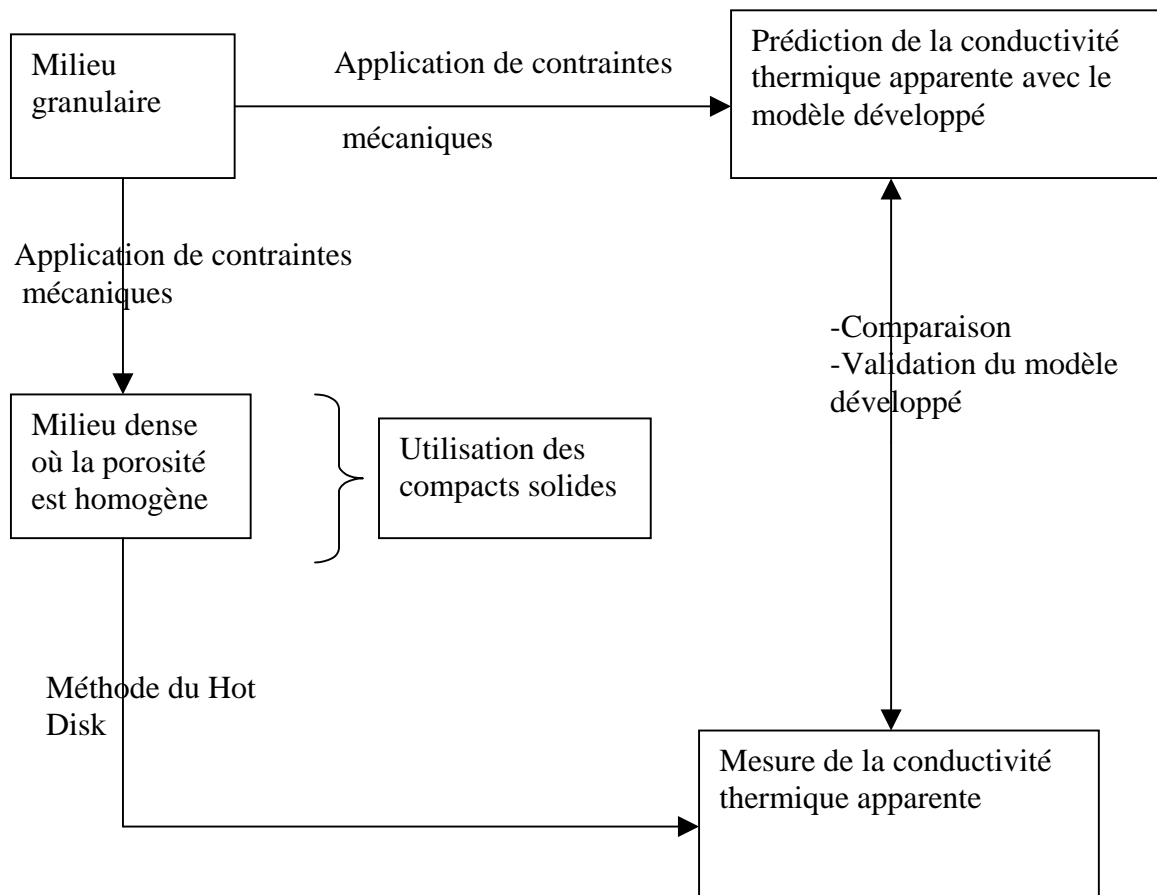 Milieu
granulaire
Application de contraintes
mécaniques
Prédiction de la conductivité
thermique apparente avec le
modèle développé
Application de contraintes
mécaniques
-Comparaison
-Validation du modèle
développé
Milieu dense
où la porosité
est homogène
Utilisation des
compacts solides
Méthode du Hot
Disk
Mesure de la conductivité
thermique apparente